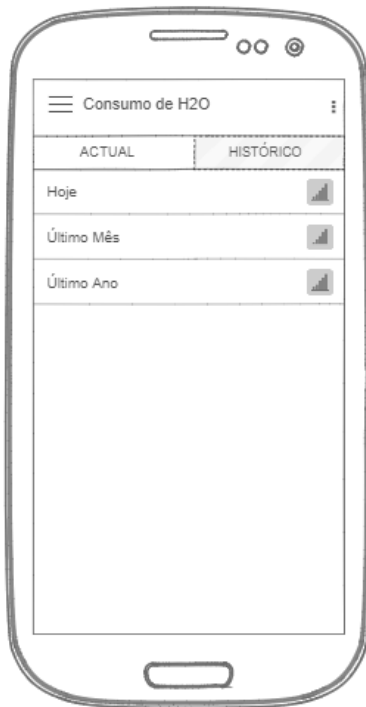 Consumo de H2O
ACTUAL HISTÓRICO
Hoje
Último Mês
Último Ano